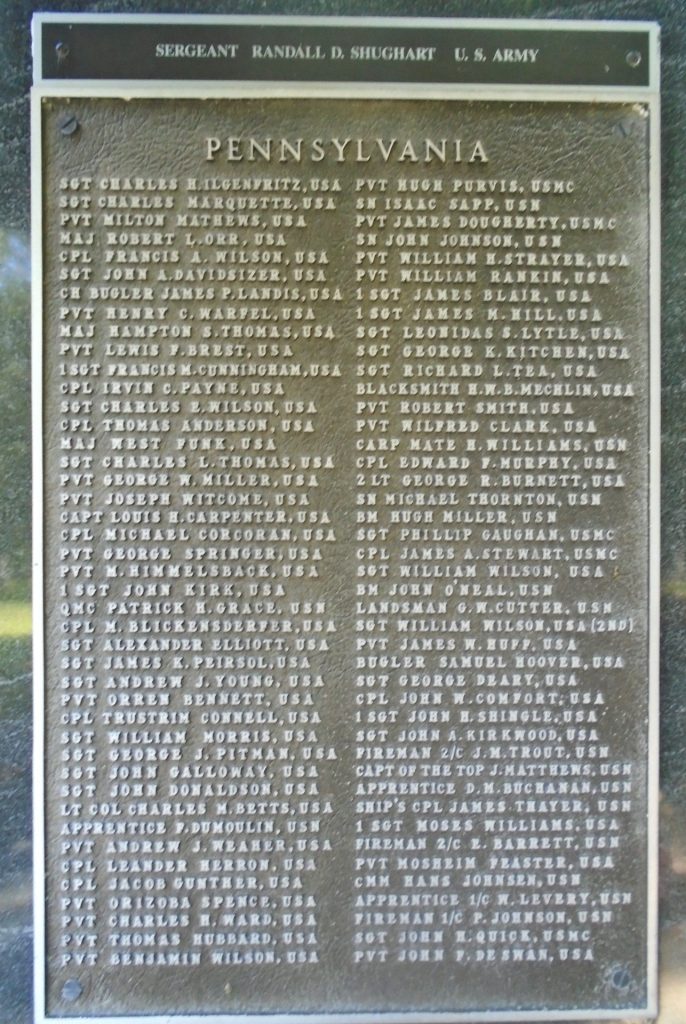 SERGEANT RANDALL D. SHUGHART U. S. ARMY
PENNSYLVANIA
SGT CHARLES H.ILGENFRITZ, USA
SGT CHARLES MARQUETTE, USA
PVT MILTON MATHEWS, USA
MAJ ROBERT L.ORR, USA
CPL FRANCIS A. WILSON, USA
SGT JOHN A.DAVIDSIZER, USA
CH BUGLER JAMES P.LANDIS, USA
PVT HENRY C. WARFEL, USA
MAJ HAMPTON S.THOMAS, USA
PVT LEWIS F.BREST, USA
1SGT FRANCIS M.CUNNINGHAM, USA
CPL IRVIN C.PAYNE, USA
SGT CHARLES E.WILSON, USA
CPL THOMAS ANDERSON, USA
MAJ WEST FUNK, USA
SGT CHARLES L.THOMAS, USA
PVT GEORGE W.MILLER, USA
PVT JOSEPH WITCOME, USA
CAPT LOUIS H.CARPENTER, USA
CPL MICHAEL CORCORAN, USA
PVT GEORGE SPRINGER, USA
PVT M.HIMMELSBACK, USA
1 SGT JOHN KIRK, USA
QMC PATRICK H.GRACE, USN
CPL M.BLICKENSDERFER, USA
SGT ALEXANDER ELLIOTT, USA
SGT JAMES K.PEIRSOL, USA
SGT ANDREW J.YOUNG, USA
PVT ORREN BENNETT, USA
CPL TRUSTRIM CONNELL, USA
SGT WILLIAM MORRIS, USA
SGT GEORGE J.PITMAN, USA
SGT JOHN GALLOWAY, USA
SGT JOHN DONALDSON, USA
LT COL CHARLES M.BETTS, USA
APPRENTICE F.DUMOULIN, USN
PVT ANDREW J.WEAHER, USA
CPL LEANDER HERRON, USA
CPL JACOB GUNTHER, USA
PVT ORIZOBA SPENCE, USA
PVT CHARLES H.WARD, USA
PVT THOMAS HUBBARD, USA
PVT BENJAMIN WILSON, USA
PVT HUGH PURVIS, USMC
SN ISAAC SAPP, USN
PVT JAMES DOUGHERTY, USMC
SN JOHN JOHNSON, USN
PVT WILLIAM H.STRAYER, USA
PVT WILLIAM RANKIN, USA
1 SGT JAMES BLAIR, USA
1 SGT JAMES M.HILL, USA
SGT LEONIDAS S.LYTLE, USA
SGT GEORGE K.KITCHEN, USA
SGT RICHARD L.TEA, USA
BLACKSMITH H.W.B.MECHLIN, USA
PVT ROBERT SMITH, USA
PVT WILFRED CLARK, USA
CARP MATE H.WILLIAMS, USN
CPL EDWARD F.MURPHY, USA
2 LT GEORGE R.BURNETT, USA
SN MICHAEL THORNTON, USN
BM HUGH MILLER, USN
SGT PHILLIP GAUGHAN, USMC
CPL JAMES A.STEWART, USMC
SGT WILLIAM WILSON, USA
BM JOHN O'NEAL, USN
LANDSMAN G.W.CUTTER, USN
SGT WILLIAM WILSON, USA (2ND)
PVT JAMES W.HUFF, USA
BUGLER SAMUEL HOOVER, USA
SGT GEORGE DEARY, USA
CPL JOHN W.COMFORT, USA
1 SGT JOHN H.SHINGLE, USA
SGT JOHN A.KIRKWOOD, USA
FIREMAN 2/C J.M.TROUT, USN
CAPT OF THE TOP J.MATTHEWS, USN
APPRENTICE D.M.BUCHANAN, USN
SHIP'S CPL JAMES THAYER, USN
1 SGT MOSES WILLIAMS, USA
FIREMAN 2/C E.BARRETT, USN
PVT MOSHEIM FEASTER, USA
CMM HANS JOHNSEN, USN
APPRENTICE 1/C W.LEVERY, USN
FIREMAN 1/C P.JOHNSON, USN
SGT JOHN H.QUICK, USMC
PVT JOHN F.DESWAN, USA